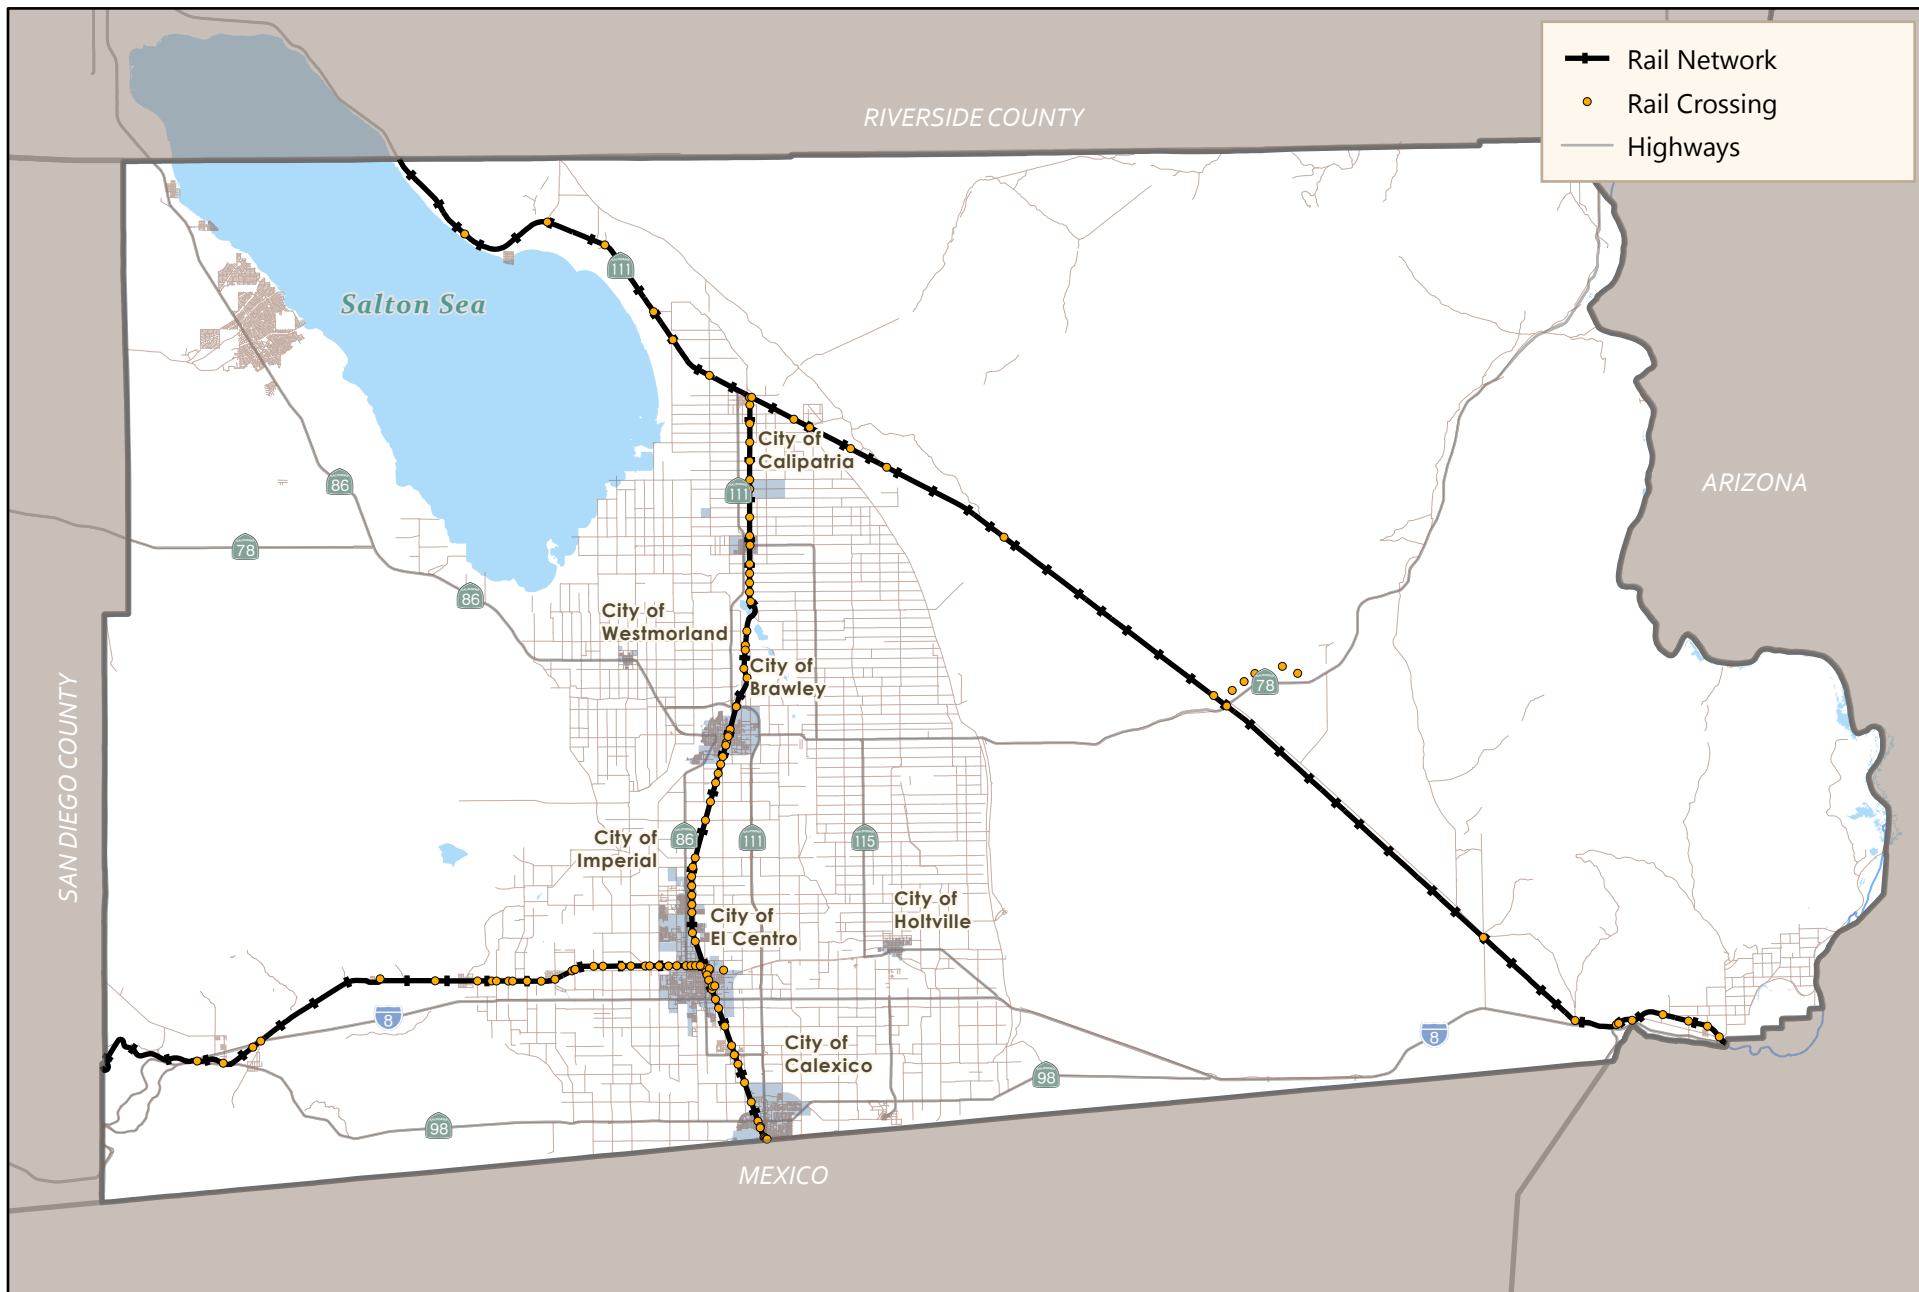 Rail Network
Rail Crossing
Highways
RIVERSIDE COUNTY
111
Salton Sea
City of
Calipatria
86
111
ARIZONA
78
86
City of
Westmorland
City of
Brawley
78
SAN DIEGO COUNTY
City of
Imperial
86
111
115
City of
Holtville
City of
El Centro
8
8
City of
Calexico
98
98
MEXICO